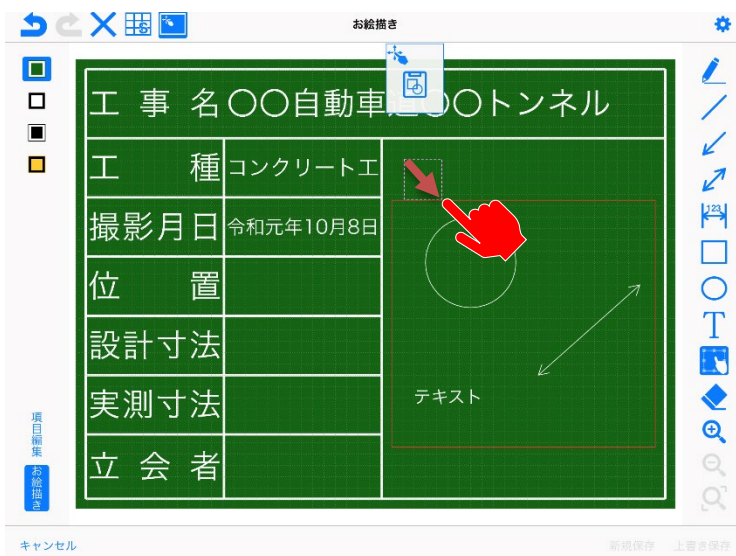 お絵描き
工事名 〇〇自動車道〇〇トンネル
工種 コンクリート工
撮影月日 令和元年10月8日
位置
設計寸法
実測寸法
立会者
テキスト
123
T
項目編集
お絵描き
キャンセル
新規保存 上書き保存